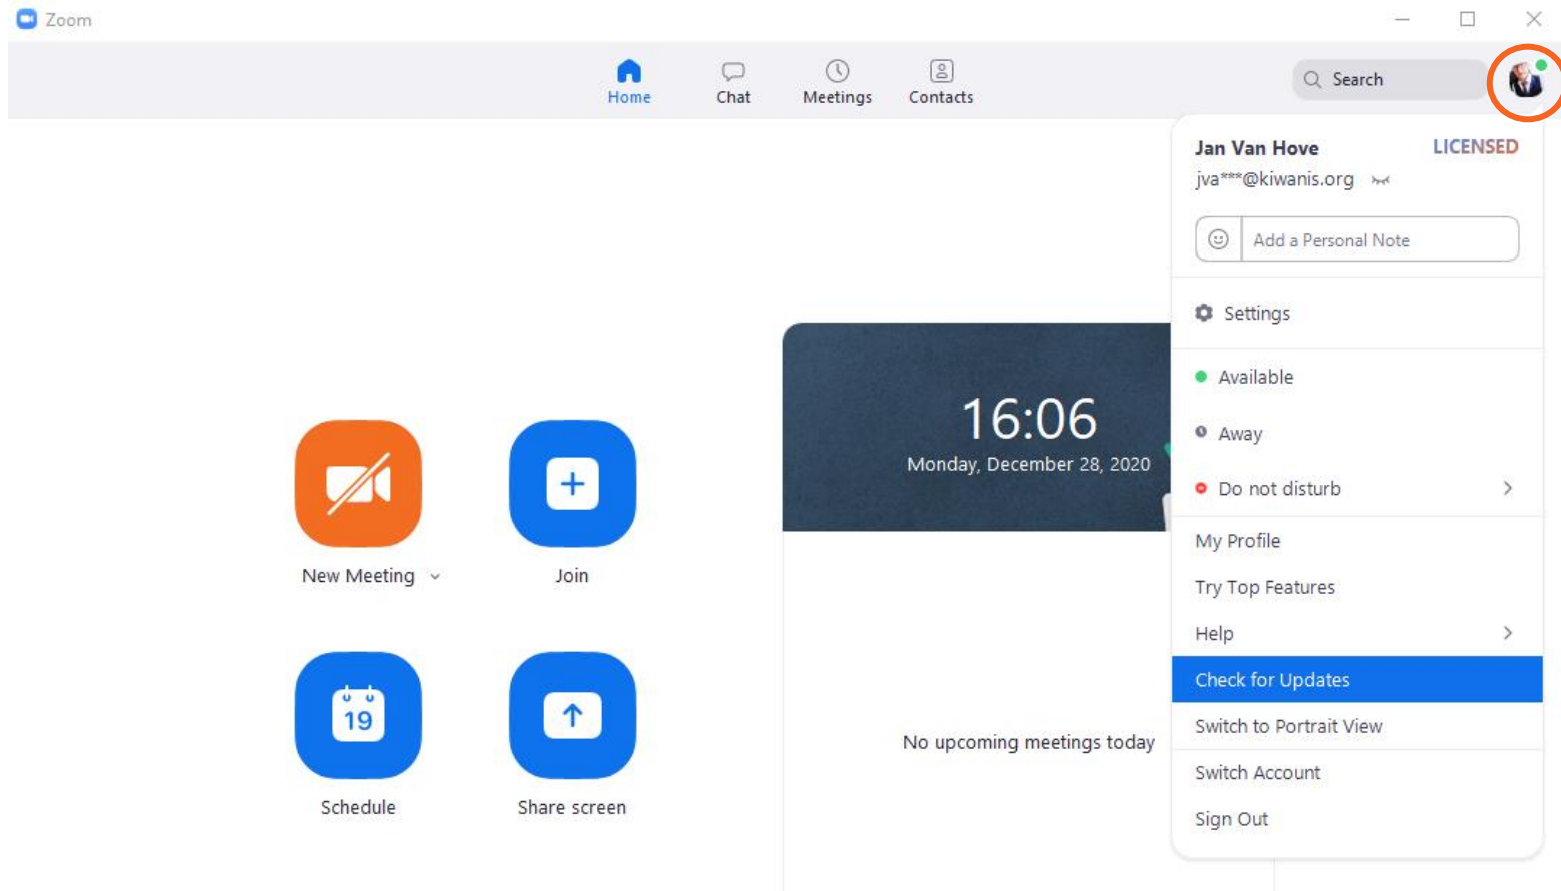 Zoom
Home
Chat
Meetings
Contacts
Search
Jan Van Hove
LICENSED
jva***@kiwanis.org
Add a Personal Note
Settings
Available
Away
Do not disturb
My Profile
Try Top Features
Help
Check for Updates
Switch to Portrait View
Switch Account
Sign Out
16:06
Monday, December 28, 2020
No upcoming meetings today
New Meeting
Join
19
Schedule
Share screen